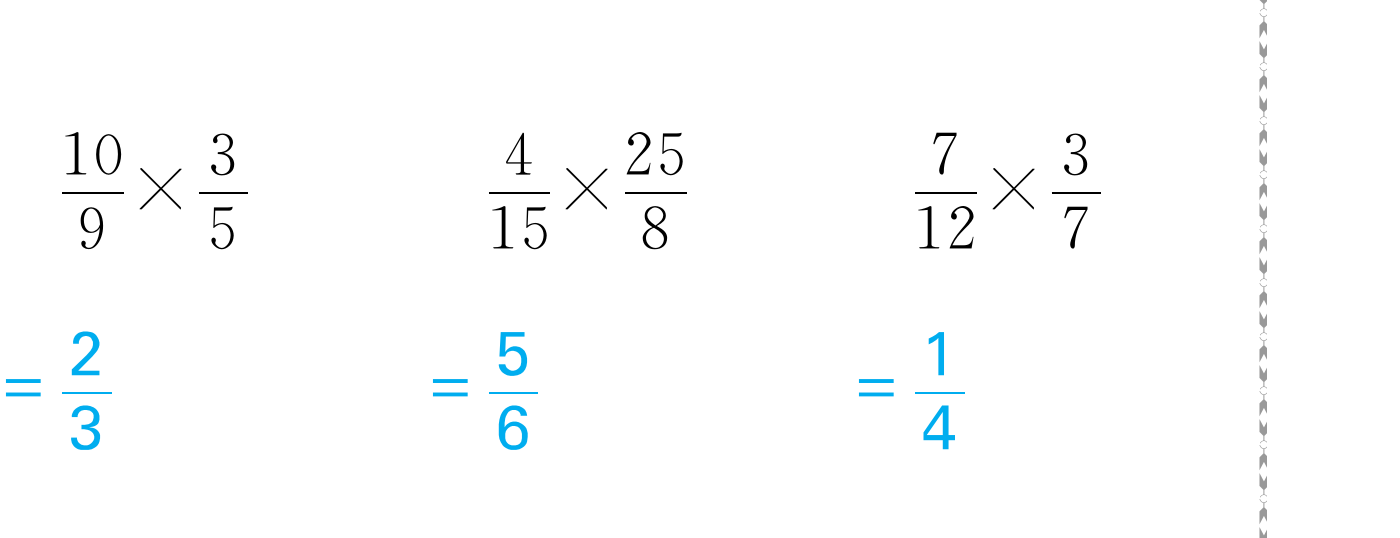 10/9 × 3/5 4/15 × 25/8 7/12 × 3/7
= 2/3 = 5/6 = 1/4